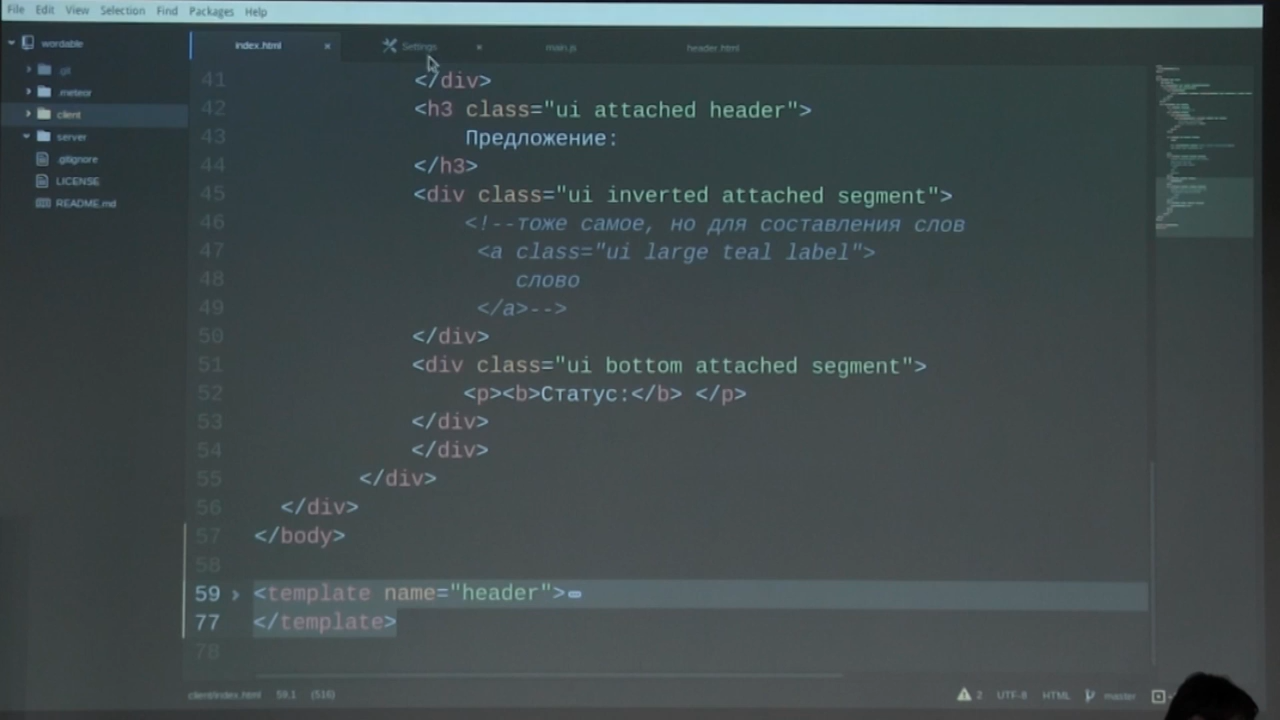 File Edit View Selection Find Packages Help
wordable
index.html
Settings
main.js
header.html
.git
.meteor
client
server
.gitignore
LICENSE
README.md
41 </div>
42 <h3 class="ui attached header">
43 Предложение:
44 </h3>
45 <div class="ui inverted attached segment">
46 <!--тоже самое, но для составления слов
47 <a class="ui large teal label">
48 слово
49 </a>-->
50 </div>
51 <div class="ui bottom attached segment">
52 <p><b>Статус:</b> </p>
53 </div>
54 </div>
55 </div>
56 </div>
57 </body>
58
59 <template name="header">
77 </template>
78
client/index.html 59:1 (516) 2 UTF-8 HTML master